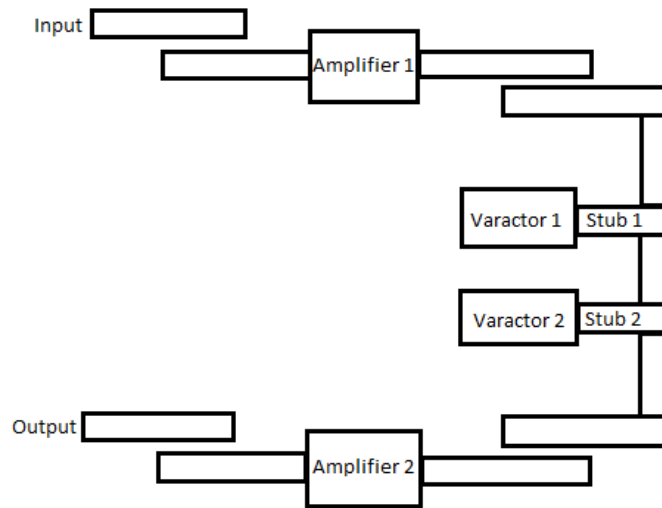 Input
Amplifier 1
Varactor 1
Stub 1
Varactor 2
Stub 2
Output
Amplifier 2